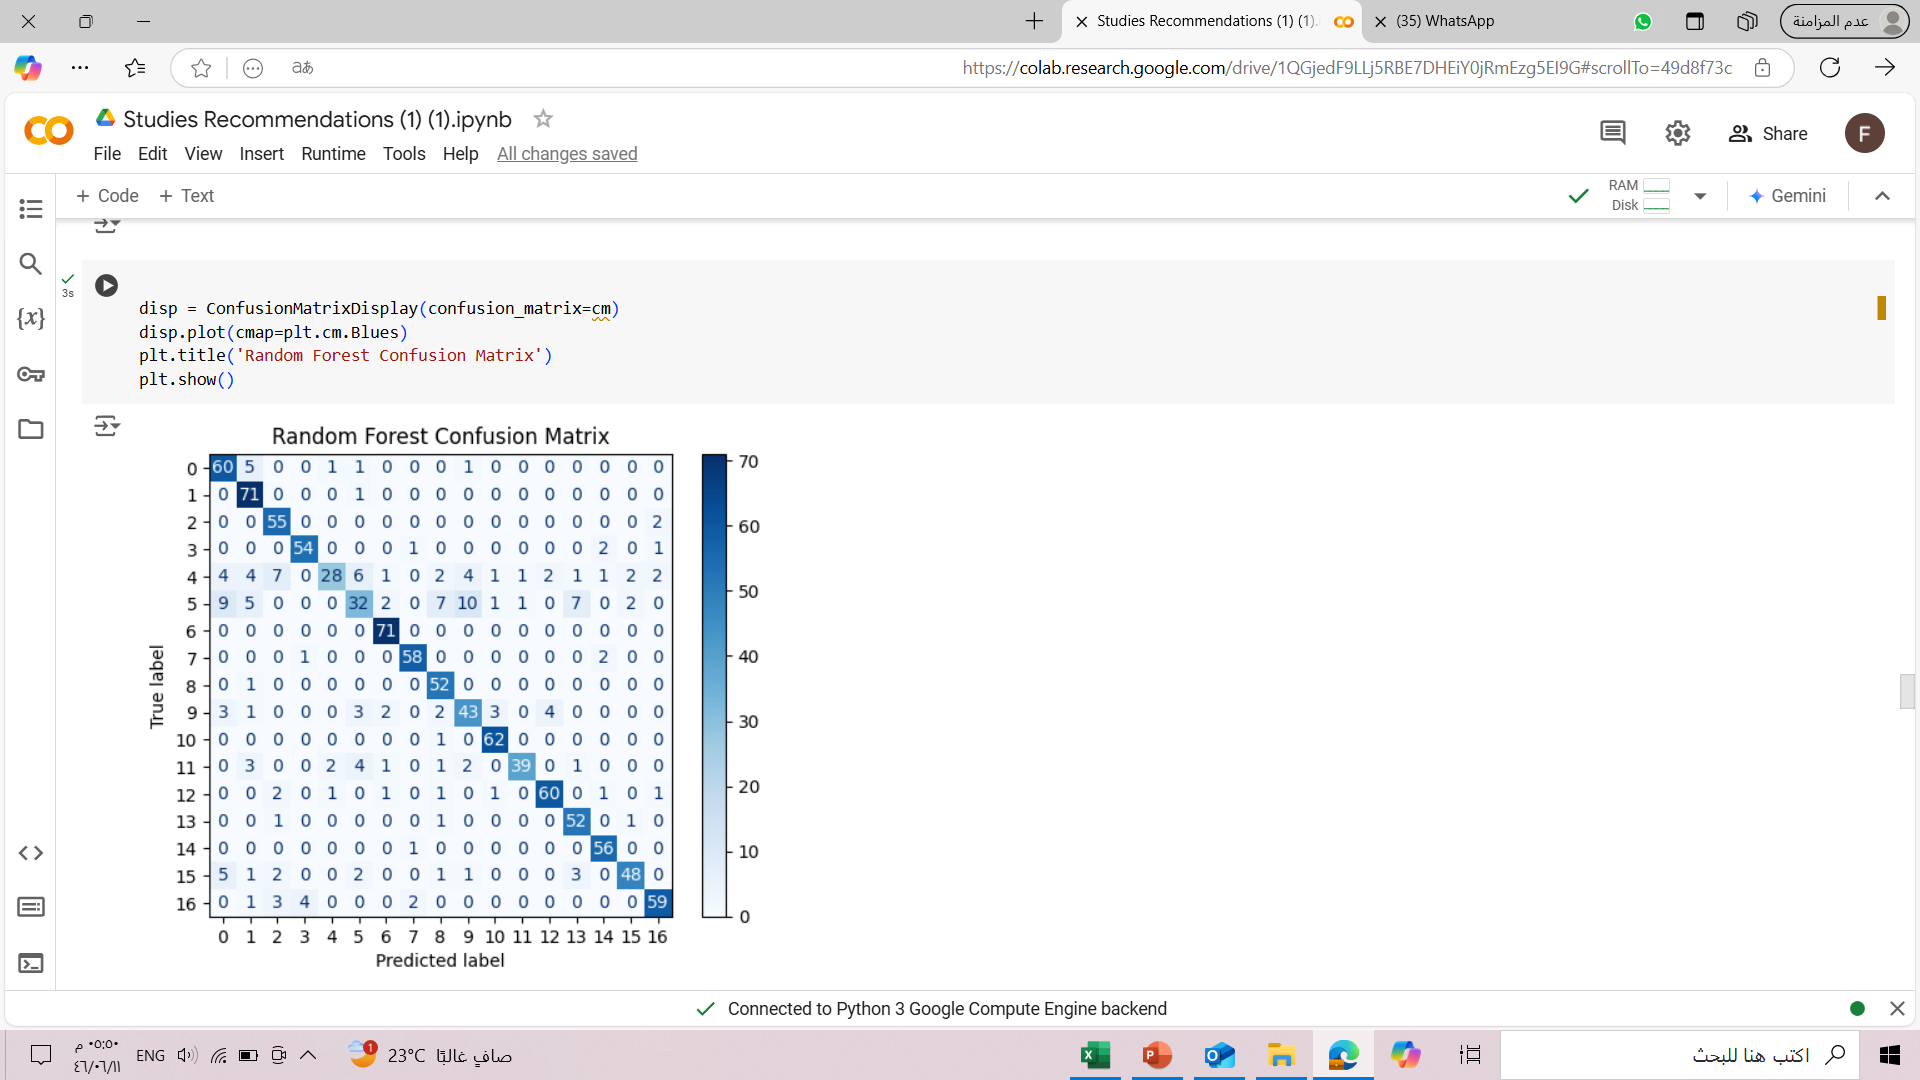 Studies Recommendations (1) (1).
(35) WhatsApp
عدم المزامنة
https://colab.research.google.com/drive/1QGjedF9LLj5RBE7DHEiY0jRmEzg5EI9G#scrollTo=49d8f73c
Studies Recommendations (1) (1).ipynb
File Edit View Insert Runtime Tools Help All changes saved
Share
F
+ Code + Text
RAM
Disk
Gemini
3s
disp = ConfusionMatrixDisplay(confusion_matrix=cm)
disp.plot(cmap=plt.cm.Blues)
plt.title('Random Forest Confusion Matrix')
plt.show()
Random Forest Confusion Matrix
0 60 5 0 0 1 1 0 0 0 1 0 0 0 0 0 0 0
1 0 71 0 0 0 1 0 0 0 0 0 0 0 0 0 0 0
2 0 0 55 0 0 0 0 0 0 0 0 0 0 0 0 0 2
3 0 0 0 54 0 0 0 1 0 0 0 0 0 0 2 0 1
4 4 4 7 0 28 6 1 0 2 4 1 1 2 1 1 2 2
5 9 5 0 0 0 32 2 0 7 10 1 1 0 7 0 2 0
6 0 0 0 0 0 0 71 0 0 0 0 0 0 0 0 0 0
7 0 0 0 1 0 0 0 58 0 0 0 0 0 0 2 0 0
8 0 1 0 0 0 0 0 0 52 0 0 0 0 0 0 0 0
9 3 1 0 0 0 3 2 0 2 43 3 0 4 0 0 0 0
10 0 0 0 0 0 0 0 0 1 0 62 0 0 0 0 0 0
11 0 3 0 0 2 4 1 0 1 2 0 39 0 1 0 0 0
12 0 0 2 0 1 0 1 0 1 0 1 0 60 0 1 0 1
13 0 0 1 0 0 0 0 0 1 0 0 0 0 52 0 1 0
14 0 0 0 0 0 0 0 1 0 0 0 0 0 0 56 0 0
15 5 1 2 0 0 2 0 0 1 1 0 0 0 3 0 48 0
16 0 1 3 4 0 0 0 2 0 0 0 0 0 0 0 0 59
0 1 2 3 4 5 6 7 8 9 10 11 12 13 14 15 16
Predicted label
True label
70
60
50
40
30
20
10
0
Connected to Python 3 Google Compute Engine backend
٠٥:٥٠ م
٤٦/٠٦/١١
ENG
1
23°C صافٍ غالبًا
اكتب هنا للبحث